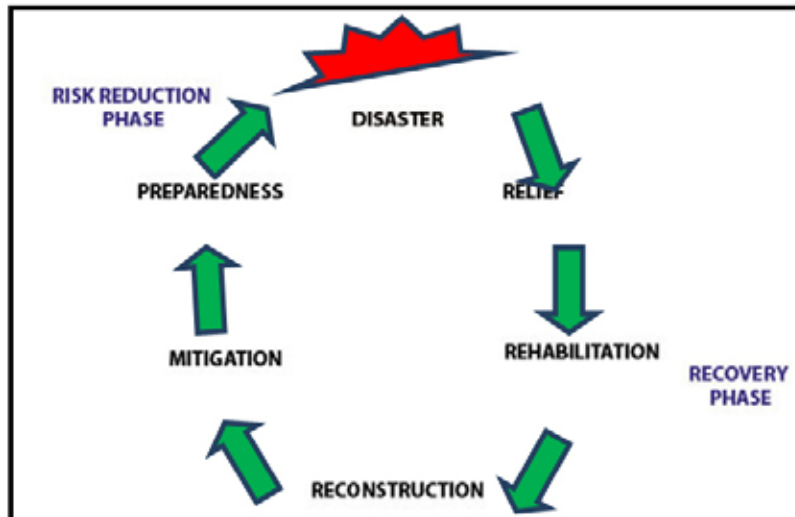 RISK REDUCTION
PHASE
DISASTER
PREPAREDNESS
RELIEF
MITIGATION
REHABILITATION
RECOVERY
PHASE
RECONSTRUCTION